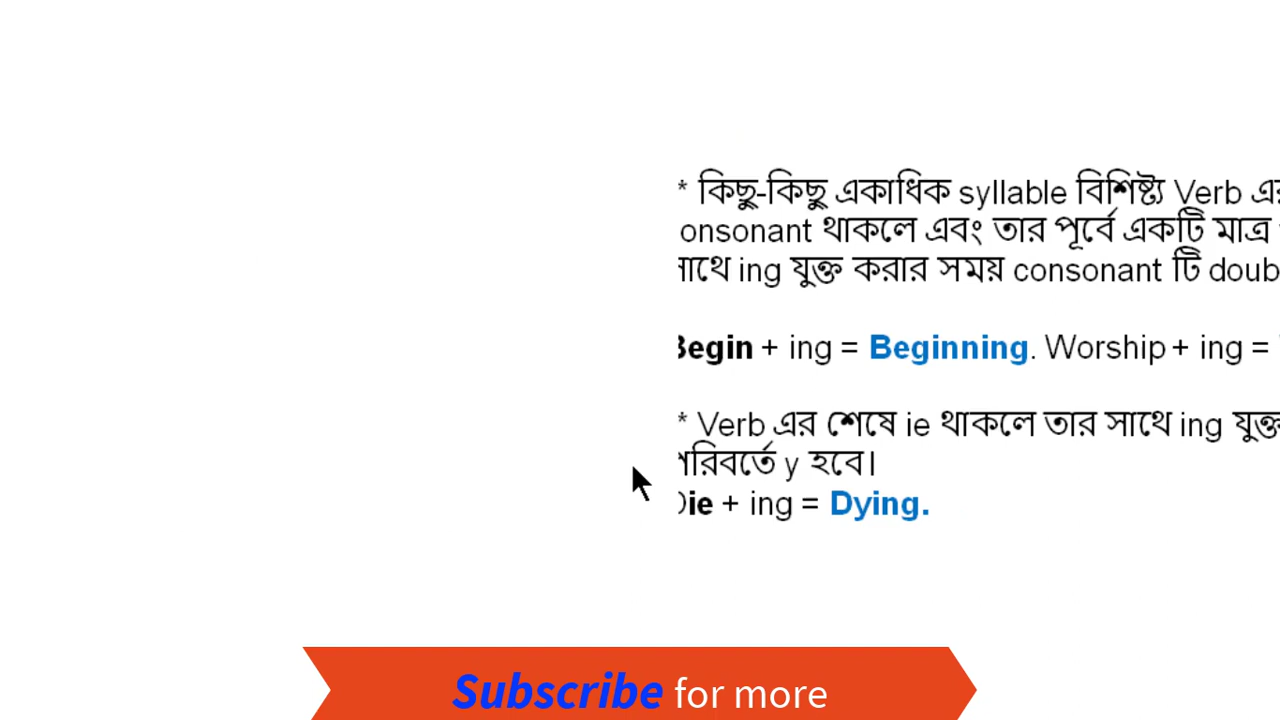 * কিছু-কিছু একাধিক syllable বিশিষ্ট্য Verb এর
onsonant থাকলে এবং তার পূর্বে একটি মাত্র
সাথে ing যুক্ত করার সময় consonant টি doub
Begin + ing = Beginning. Worship + ing =
* Verb এর শেষে ie থাকলে তার সাথে ing যুক্ত
পরিবর্তে y হবে।
Die + ing = Dying.
Subscribe for more